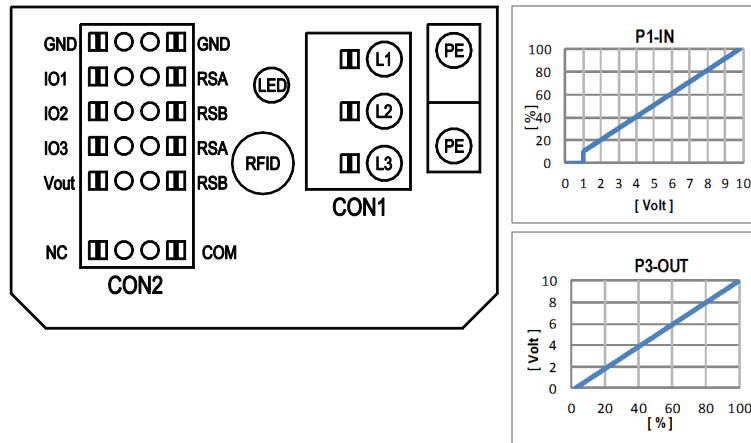 GND GND
IO1 RSA
IO2 RSB
IO3 RSA
Vout RSB
NC COM
CON2
LED
RFID
L1
L2
L3
CON1
PE
PE
P1-IN
[ %]
100
80
60
40
20
0
0 1 2 3 4 5 6 7 8 9 10
[ Volt ]
P3-OUT
[ Volt ]
10
8
6
4
2
0
0 20 40 60 80 100
[ % ]